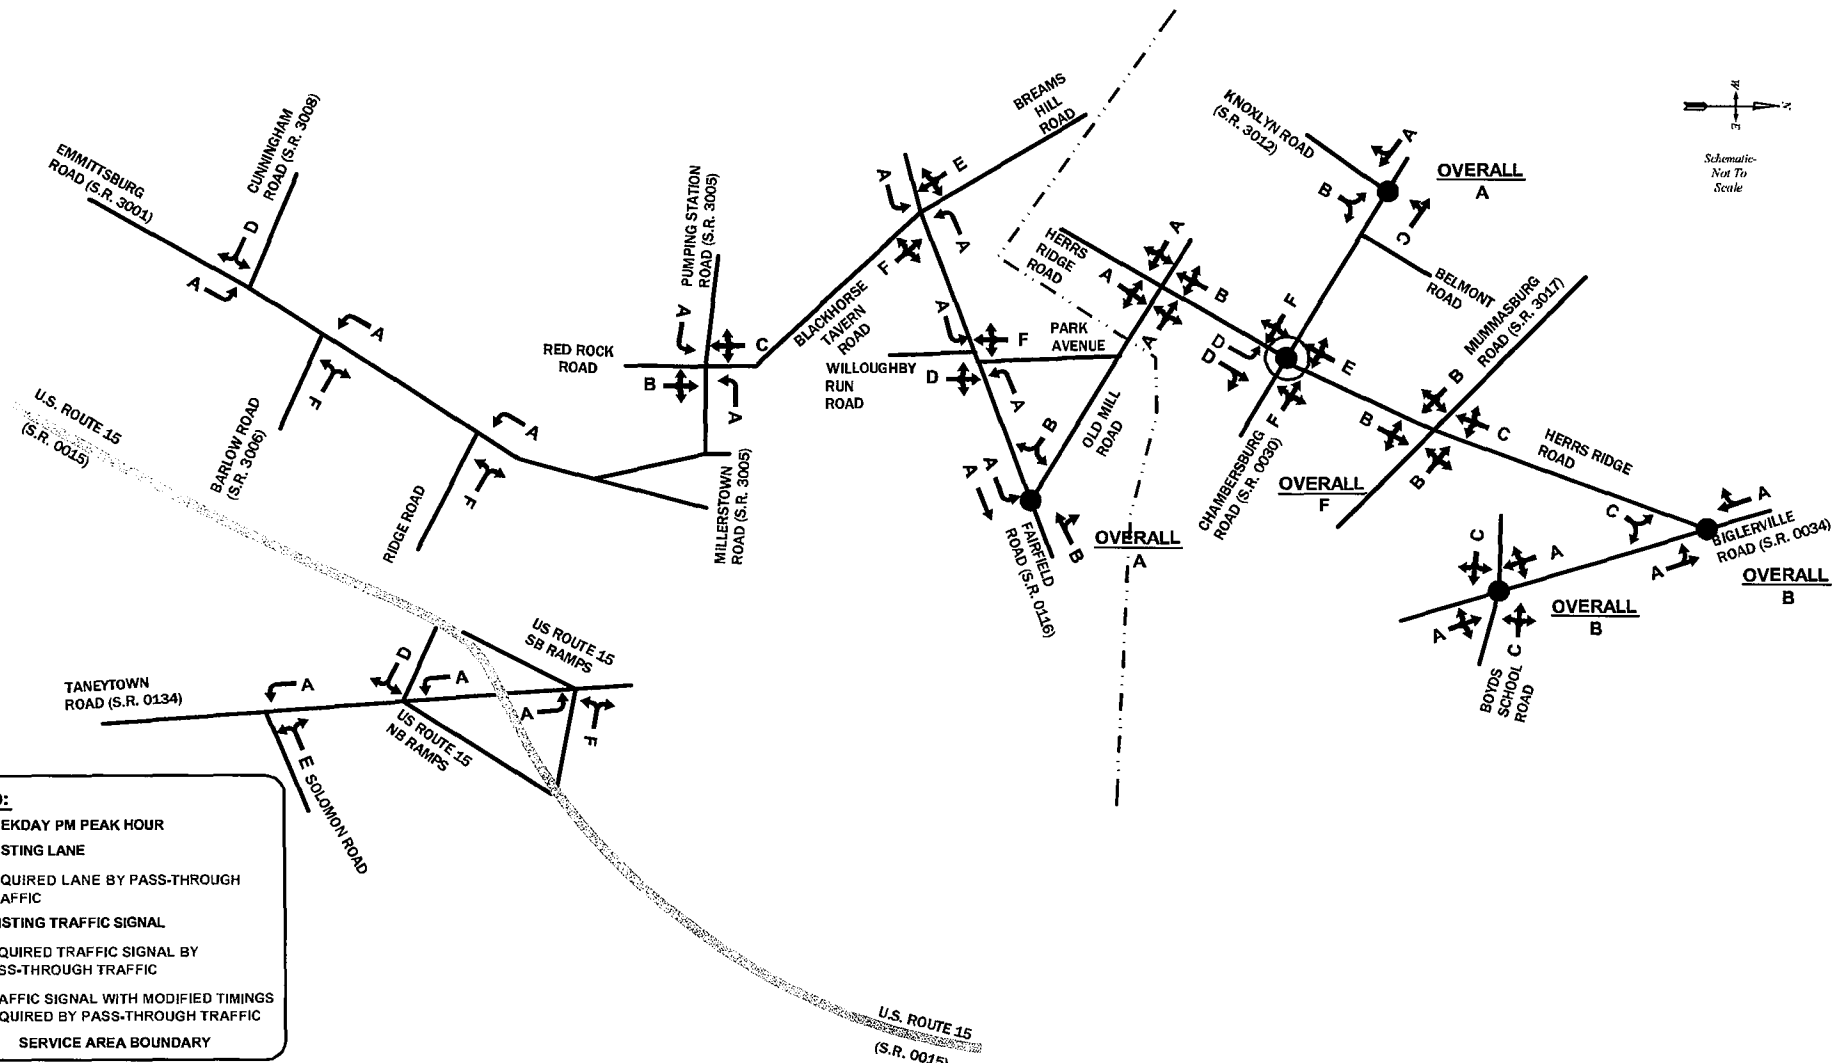 EMMITTSBURG
ROAD (S.R. 3001)
CUNNINGHAM
ROAD (S.R. 3008)
D
A
A
BARLOW ROAD
(S.R. 3006)
F
U.S. ROUTE 15
(S.R. 0015)
A
RIDGE ROAD
F
PUMPING STATION
ROAD (S.R. 3005)
A
C
RED ROCK
ROAD
B
A
MILLERSTOWN
ROAD (S.R. 3005)
BLACKHORSE
TAVERN
ROAD
BREAMS
HILL
ROAD
A
E
A
F
A
F
WILLOUGHBY
RUN
ROAD
D
A
PARK
AVENUE
OLD MILL
ROAD
B
A
A
B
FAIRFIELD
ROAD (S.R. 0116)
OVERALL
A
HERRS
RIDGE
ROAD
A
A
B
A
KNOXLYN ROAD
(S.R. 3012)
A
B
C
OVERALL
A
BELMONT
ROAD
F
D
D
E
F
CHAMBERSBURG
ROAD (S.R. 0030)
OVERALL
F
MUMMASBURG
ROAD (S.R. 3017)
B
B
C
B
HERRS RIDGE
ROAD
C
A
A
BIGLERVILLE
ROAD (S.R. 0034)
OVERALL
B
C
A
A
C
OVERALL
B
BOYDS
SCHOOL
ROAD
N
W
E
Schematic-
Not To
Scale
TANEYTOWN
ROAD (S.R. 0134)
A
E
SOLOMON ROAD
D
A
US ROUTE 15
NB RAMPS
US ROUTE 15
SB RAMPS
A
F
U.S. ROUTE 15
(S.R. 0015)
D:
EKDAY PM PEAK HOUR
STING LANE
QUIRED LANE BY PASS-THROUGH
AFFIC
ISTING TRAFFIC SIGNAL
QUIRED TRAFFIC SIGNAL BY
SS-THROUGH TRAFFIC
AFFIC SIGNAL WITH MODIFIED TIMINGS
QUIRED BY PASS-THROUGH TRAFFIC
SERVICE AREA BOUNDARY